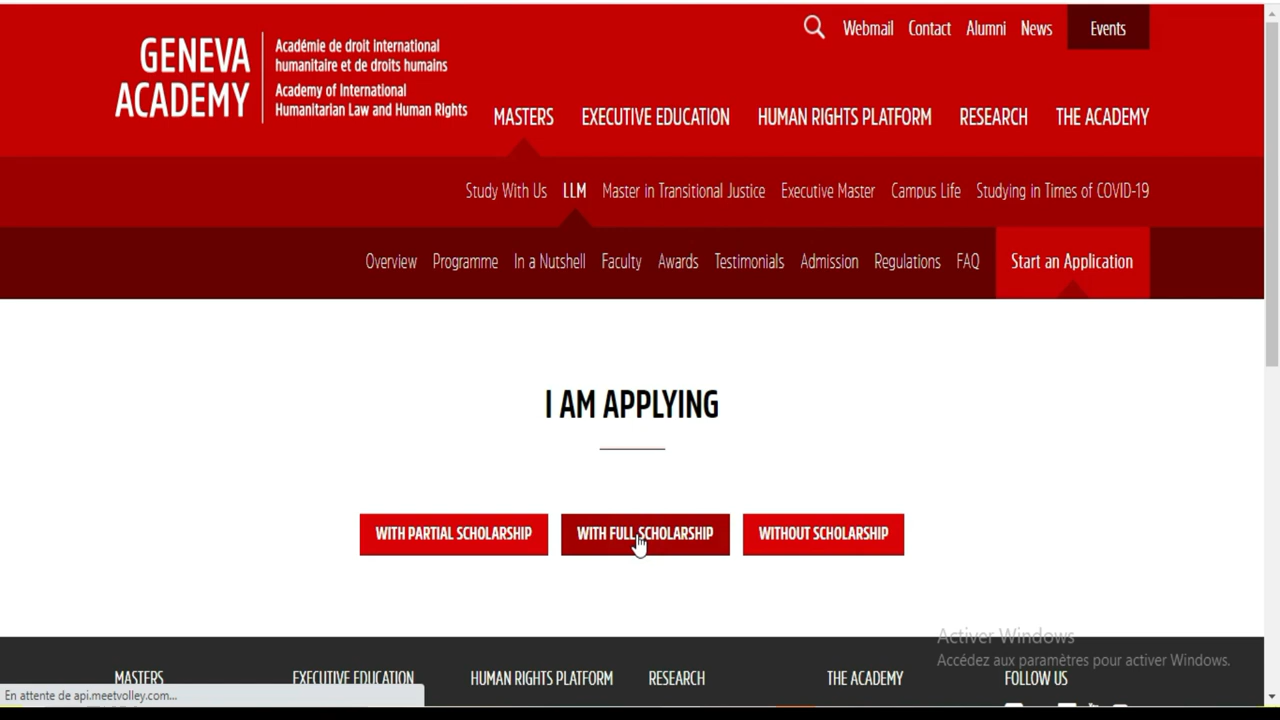 Webmail Contact Alumni News Events
GENEVA ACADEMY
Académie de droit international
humanitaire et de droits humains
Academy of International
Humanitarian Law and Human Rights
MASTERS EXECUTIVE EDUCATION HUMAN RIGHTS PLATFORM RESEARCH THE ACADEMY
Study With Us LLM Master in Transitional Justice Executive Master Campus Life Studying in Times of COVID-19
Overview Programme In a Nutshell Faculty Awards Testimonials Admission Regulations FAQ Start an Application
I AM APPLYING
WITH PARTIAL SCHOLARSHIP WITH FULL SCHOLARSHIP WITHOUT SCHOLARSHIP
Activer Windows
Accédez aux paramètres pour activer Windows.
MASTERS EXECUTIVE EDUCATION HUMAN RIGHTS PLATFORM RESEARCH THE ACADEMY FOLLOW US
En attente de api.meetvolley.com...